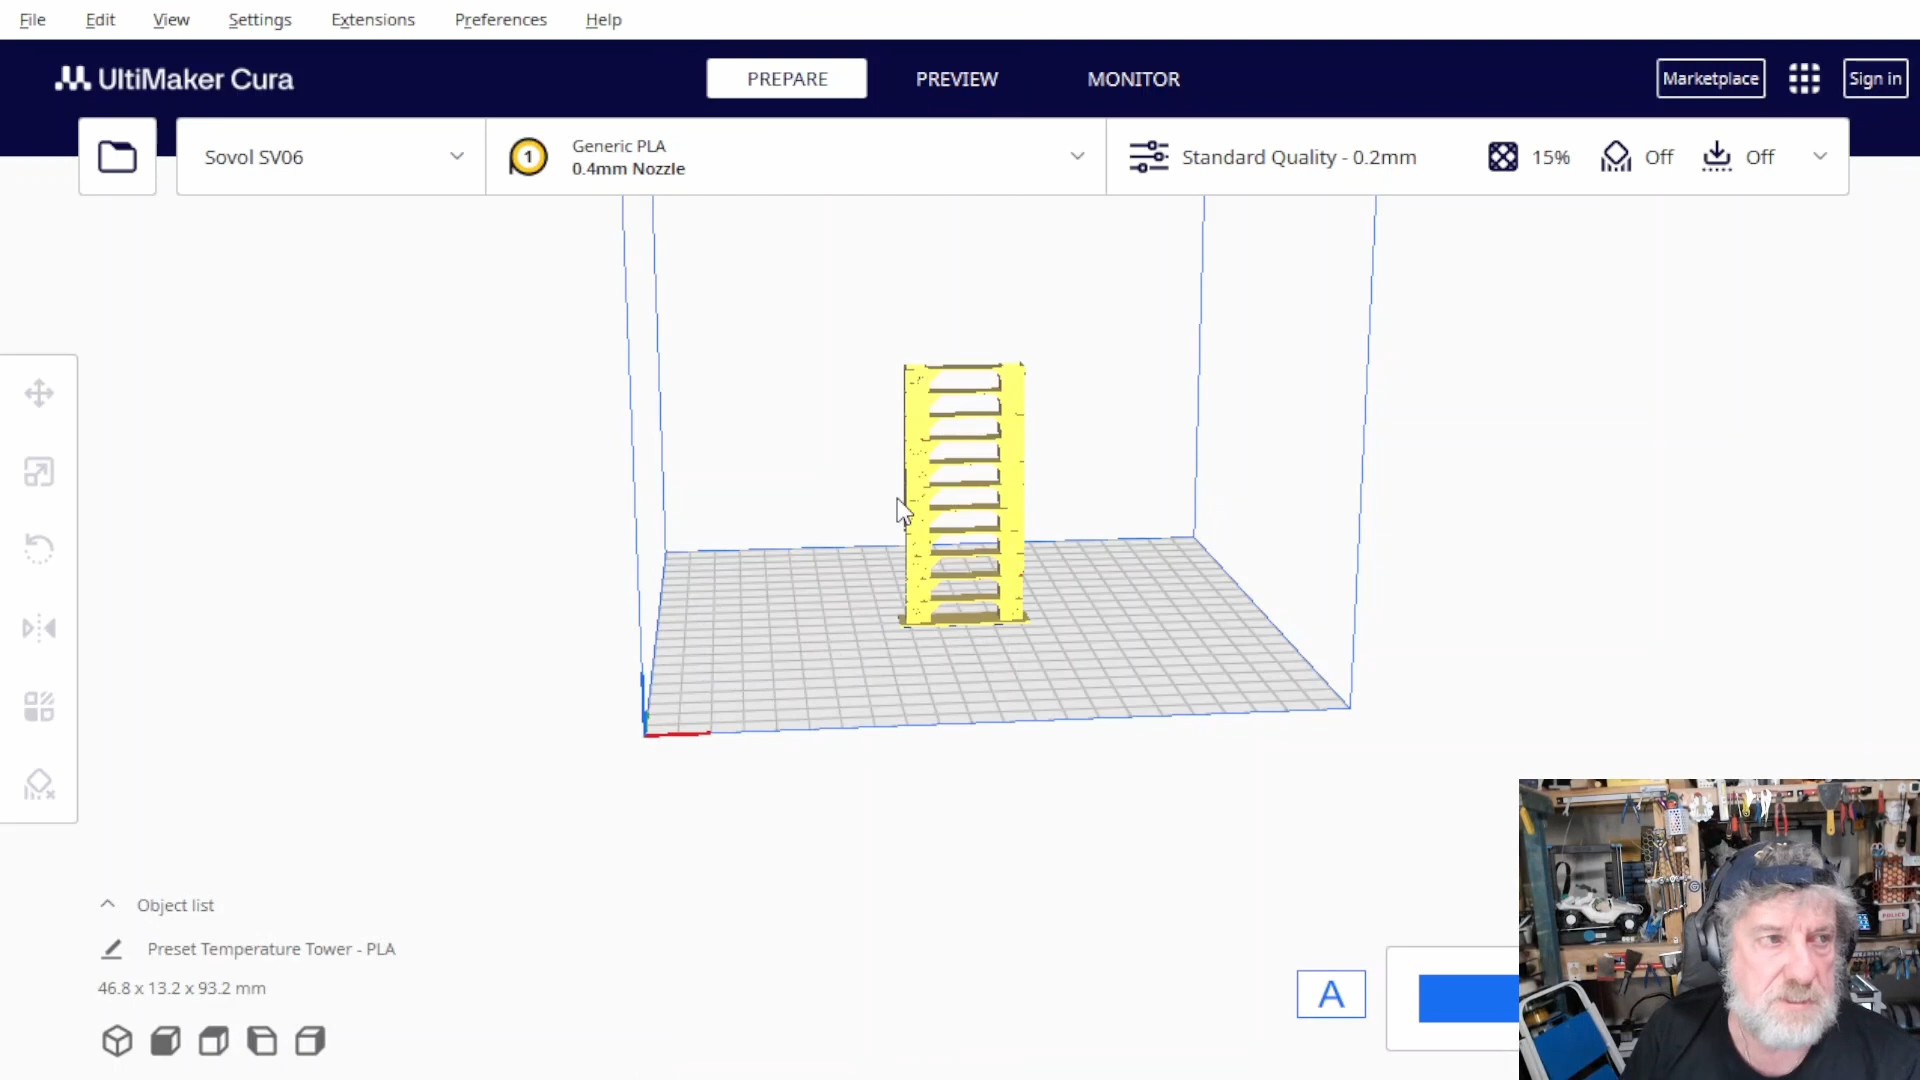 File Edit View Settings Extensions Preferences Help
UltiMaker Cura PREPARE PREVIEW MONITOR Marketplace Sign in
Sovol SV06
1
Generic PLA
0.4mm Nozzle
Standard Quality - 0.2mm 15% Off Off
Object list
Preset Temperature Tower - PLA
46.8 x 13.2 x 93.2 mm
A
POLICE